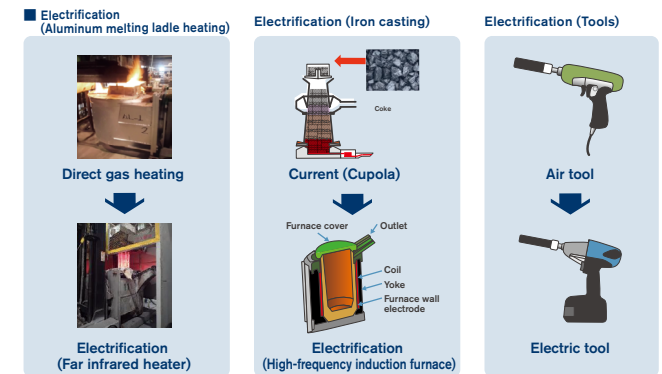 Electrification
(Aluminum melting ladle heating)
Direct gas heating
Electrification
(Far infrared heater)
Electrification (Iron casting)
Coke
Current (Cupola)
Furnace cover
Outlet
Coil
Yoke
Furnace wall
electrode
Electrification
(High-frequency induction furnace)
Electrification (Tools)
Air tool
Electric tool